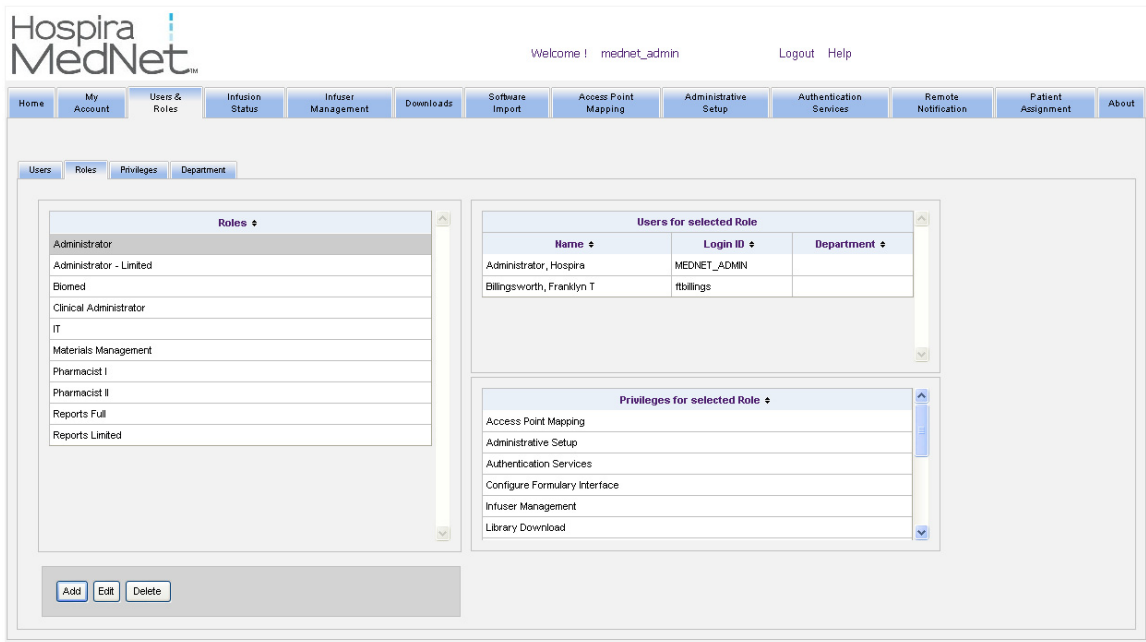 Hospira
MedNet™
Welcome ! mednet_admin Logout Help
Home My Account Users & Roles Infusion Status Infuser Management Downloads Software Import Access Point Mapping Administrative Setup Authentication Services Remote Notification Patient Assignment About
Users Roles Privileges Department
Roles
Administrator
Administrator - Limited
Biomed
Clinical Administrator
IT
Materials Management
Pharmacist I
Pharmacist II
Reports Full
Reports Limited
Users for selected Role
Name Login ID Department
Administrator, Hospira MEDNET_ADMIN
Billingsworth, Franklyn T ftbillings
Privileges for selected Role
Access Point Mapping
Administrative Setup
Authentication Services
Configure Formulary Interface
Infuser Management
Library Download
Add Edit Delete